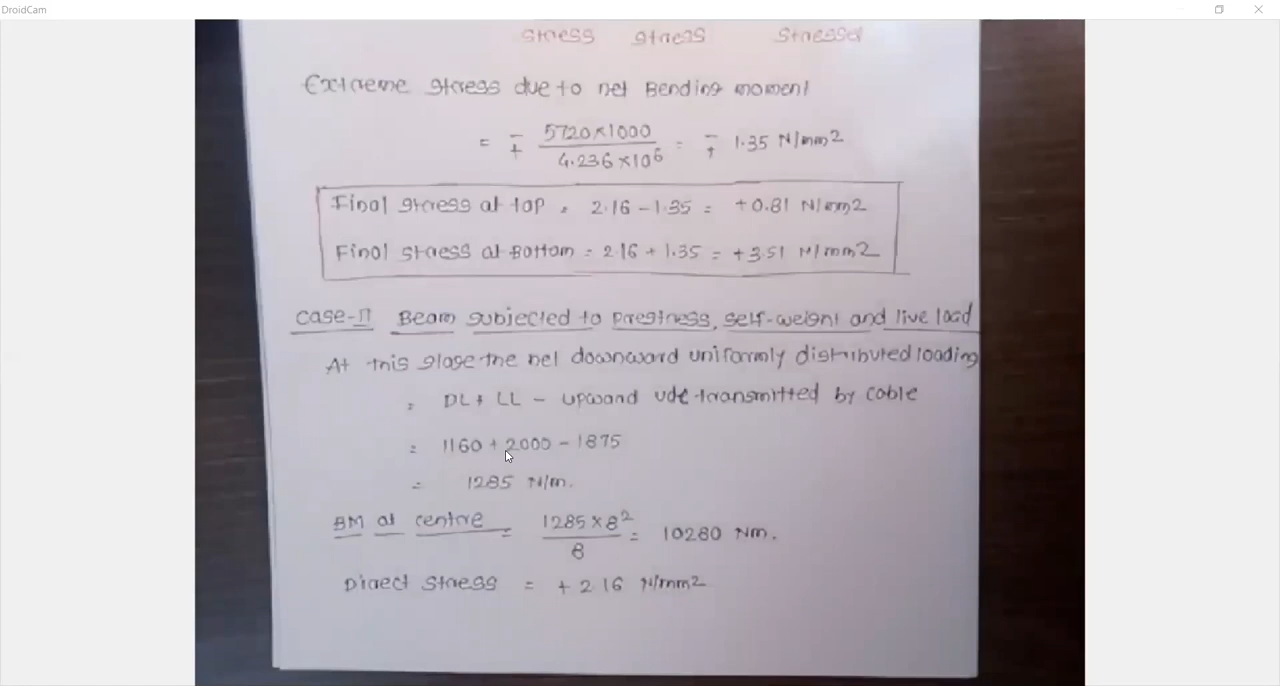 DroidCam
Stress Stress Stresses
Extreme stress due to net Bending moment
= ∓ 5720×1000 / 4.236×10⁶ = ∓ 1.35 N/mm2
Final stress at top = 2.16 - 1.35 = +0.81 N/mm2
Final stress at Bottom = 2.16 + 1.35 = +3.51 N/mm2
Case-II Beam subjected to Prestness, self-weight and live load
At this stage the net downward uniformly distributed loading
= DL + LL - upward udl transmitted by cable
= 1160 + 2000 - 1875
= 1285 N/m.
BM at centre = 1285 × 8² / 8 = 10280 Nm.
Direct stress = + 2.16 N/mm2